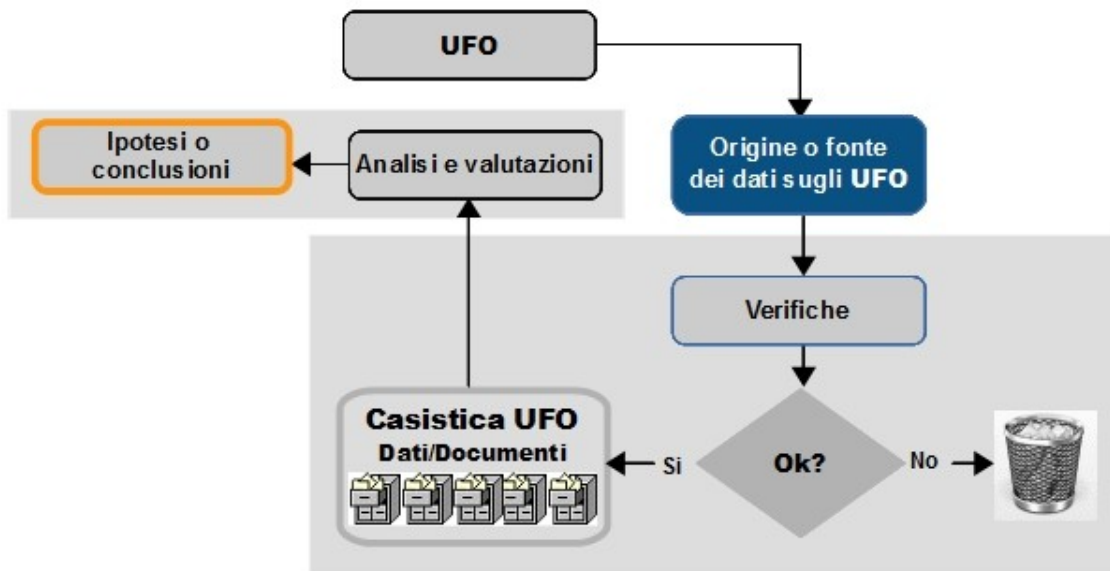 UFO
Origine o fonte
dei dati sugli UFO
Verifiche
Ok?
No
Si
Casistica UFO
Dati/Documenti
Analisi e valutazioni
Ipotesi o
conclusioni